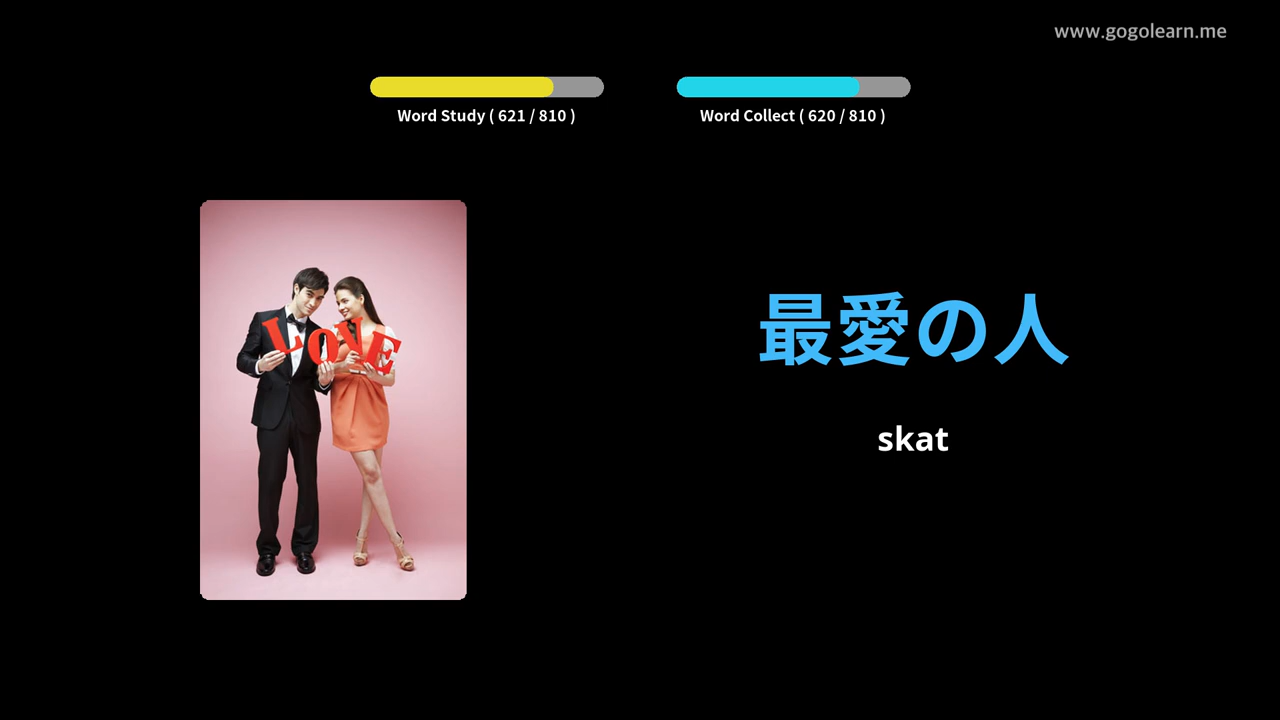 www.gogolearn.me
Word Study ( 621 / 810 )
Word Collect ( 620 / 810 )
LOVE
最愛の人
skat